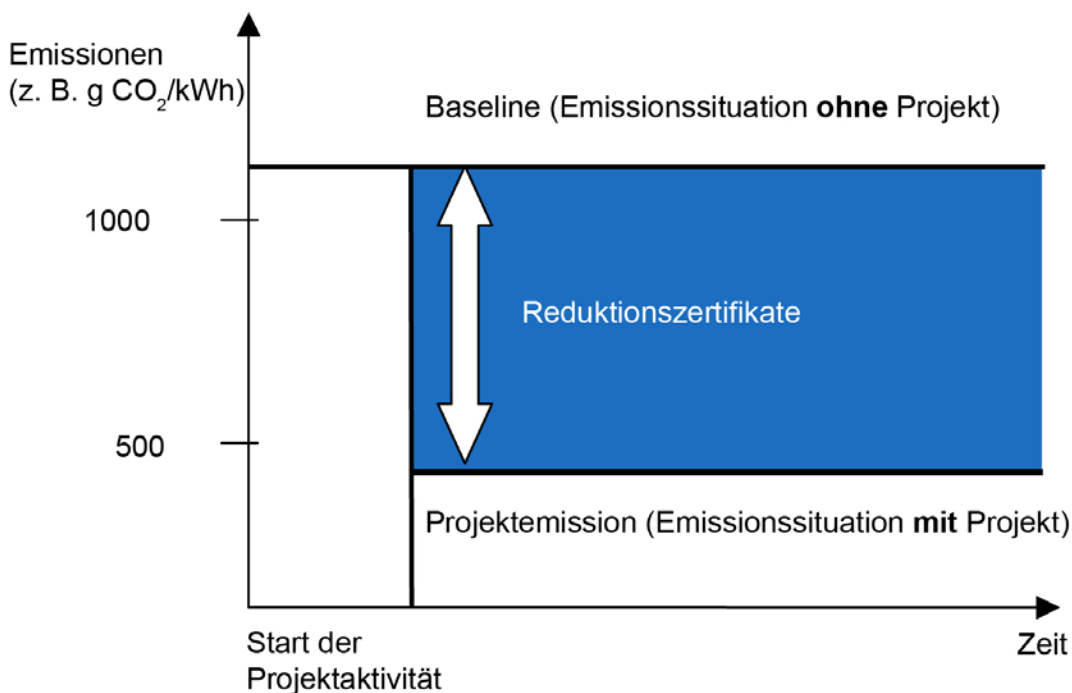 Emissionen
(z. B. g CO₂/kWh)
Baseline (Emissionssituation ohne Projekt)
1000
Reduktionszertifikate
500
Projektemission (Emissionssituation mit Projekt)
Start der
Projektaktivität
Zeit